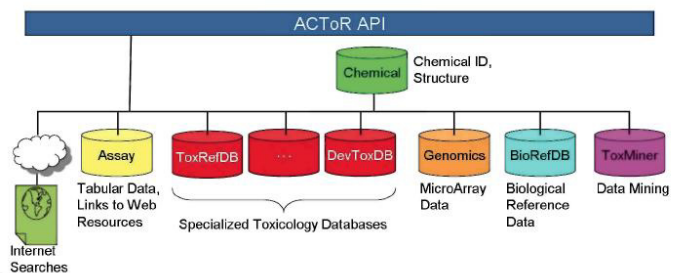 ACToR API
Chemical
Chemical ID,
Structure
Assay
ToxRefDB
...
DevToxDB
Genomics
BioRefDB
ToxMiner
Tabular Data,
Links to Web
Resources
Specialized Toxicology Databases
MicroArray
Data
Biological
Reference
Data
Data Mining
Internet
Searches